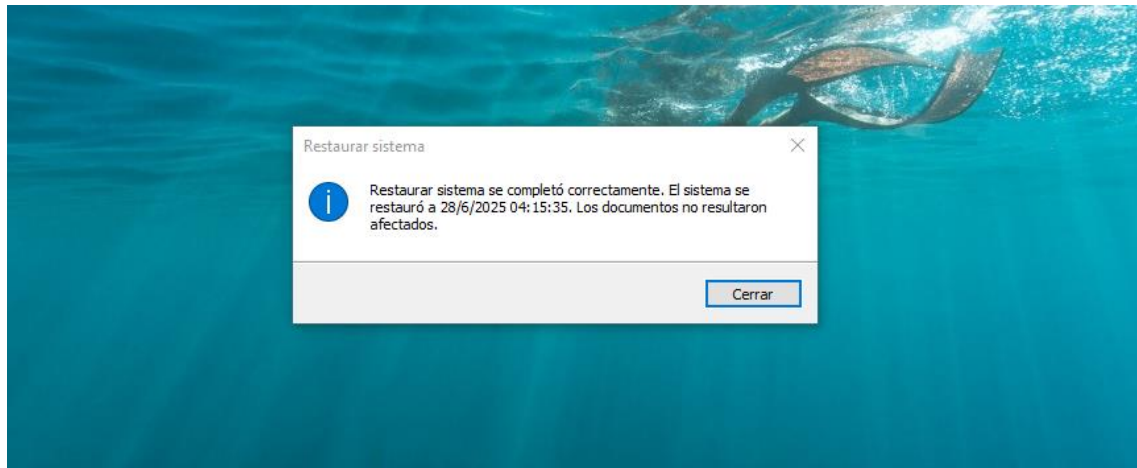 Restaurar sistema
Restaurar sistema se completó correctamente. El sistema se
restauró a 28/6/2025 04:15:35. Los documentos no resultaron
afectados.
Cerrar